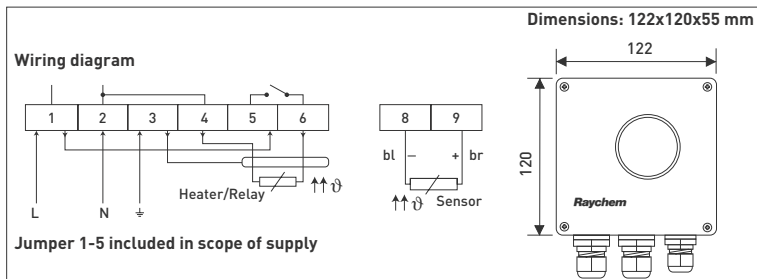 Dimensions: 122x120x55 mm
Wiring diagram
122
1 2 3 4 5 6
8 9
bl – + br
120
Heater/Relay ϑ
ϑ Sensor
Raychem
L N
Jumper 1-5 included in scope of supply